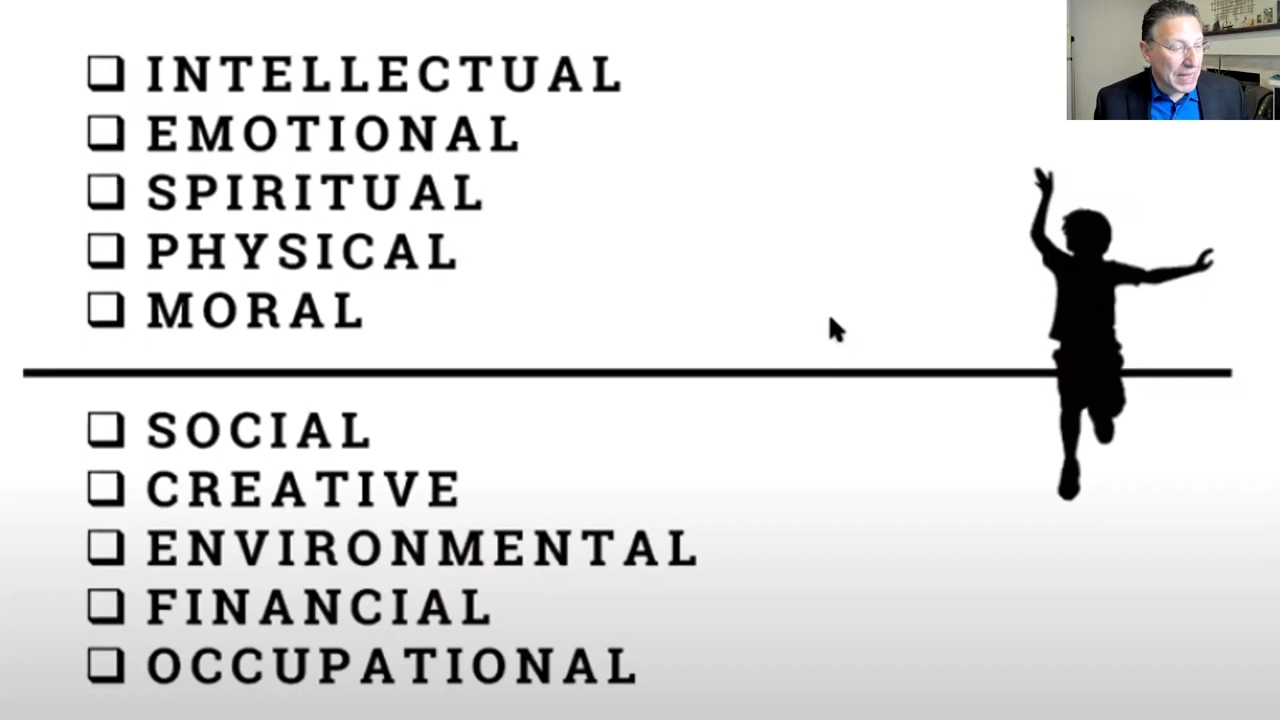 INTELLECTUAL
EMOTIONAL
SPIRITUAL
PHYSICAL
MORAL
SOCIAL
CREATIVE
ENVIRONMENTAL
FINANCIAL
OCCUPATIONAL